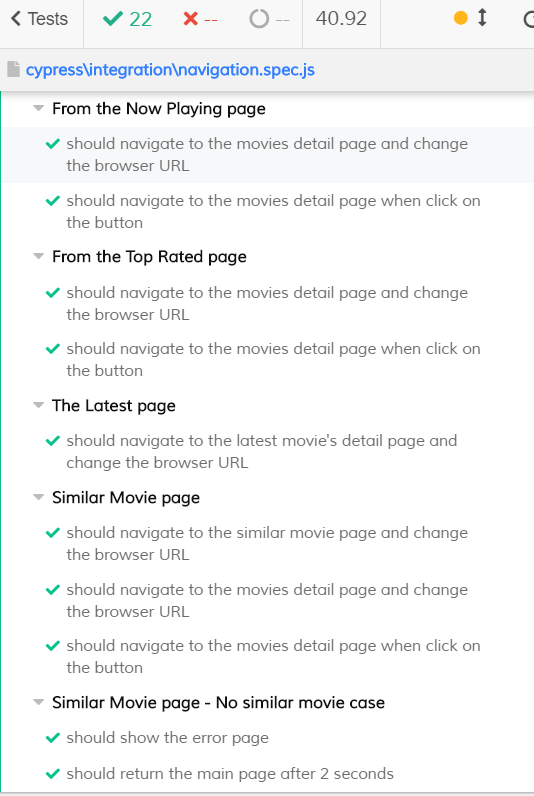 Tests 22 -- -- 40.92
cypress\integration\navigation.spec.js
From the Now Playing page
should navigate to the movies detail page and change
the browser URL
should navigate to the movies detail page when click on
the button
From the Top Rated page
should navigate to the movies detail page and change
the browser URL
should navigate to the movies detail page when click on
the button
The Latest page
should navigate to the latest movie's detail page and
change the browser URL
Similar Movie page
should navigate to the similar movie page and change
the browser URL
should navigate to the movies detail page and change
the browser URL
should navigate to the movies detail page when click on
the button
Similar Movie page - No similar movie case
should show the error page
should return the main page after 2 seconds